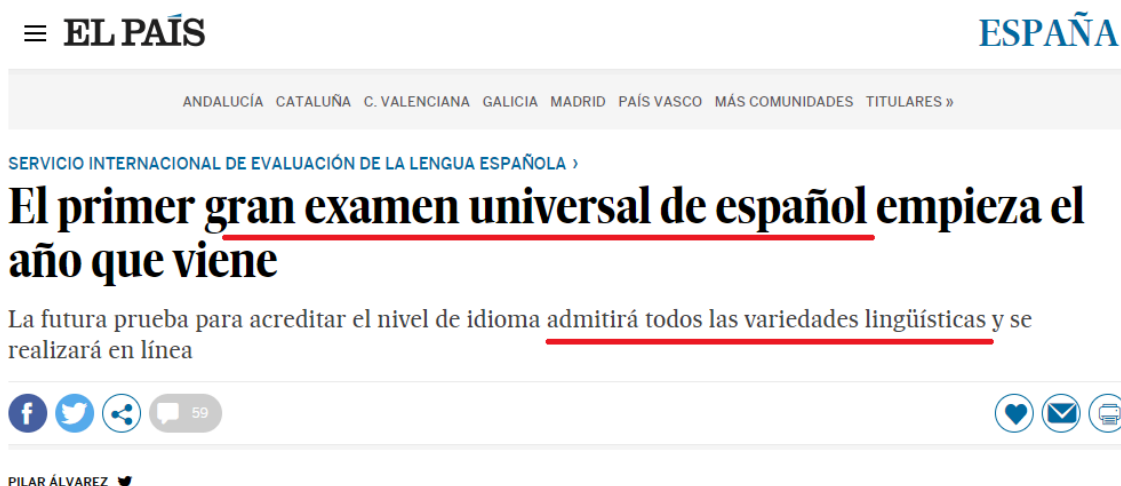 EL PAÍS
ESPAÑA
ANDALUCÍA CATALUÑA C. VALENCIANA GALICIA MADRID PAÍS VASCO MÁS COMUNIDADES TITULARES »
SERVICIO INTERNACIONAL DE EVALUACIÓN DE LA LENGUA ESPAÑOLA ›
El primer gran examen universal de español empieza el
año que viene
La futura prueba para acreditar el nivel de idioma admitirá todos las variedades lingüísticas y se
realizará en línea
f
59
PILAR ÁLVAREZ